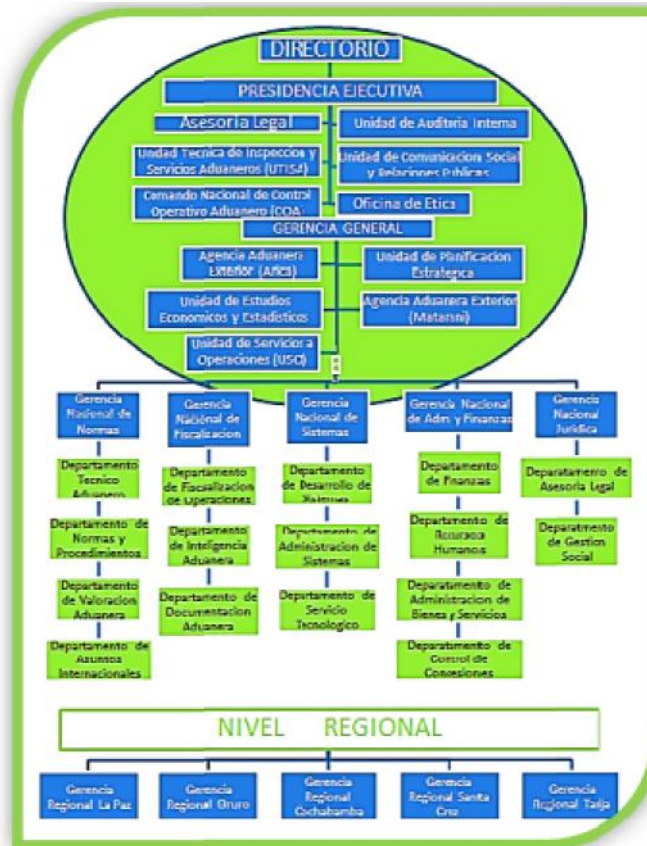 DIRECTORIO
PRESIDENCIA EJECUTIVA
Asesoria Legal
Unidad de Auditoria Interna
Unidad Tecnica de Inspeccion y
Servicios Aduaneros (UTISA)
Unidad de Comunicacion Social
y Relaciones Publicas
Comando Nacional de Control
Operativo Aduanero (COA)
Oficina de Etica
GERENCIA GENERAL
Agencia Aduanera
Exterior (Arica)
Unidad de Planificacion
Estrategica
Unidad de Estudios
Economicos y Estadisticos
Agencia Aduanera Exterior
(Matarani)
Unidad de Servicio a
Operaciones (USO)
Gerencia
Nacional de
Normas
Gerencia
Nacional de
Fiscalizacion
Gerencia
Nacional de
Sistemas
Gerencia Nacional
de Adm. y Finanzas
Gerencia
Nacional
Juridica
Departamento
Tecnico
Aduanero
Departamento de
Normas y
Procedimientos
Departamento
de Valoracion
Aduanera
Departamento de
Asuntos
Internacionales
Departamento
de Fiscalizacion
de Operaciones
Departamento
de Inteligencia
Aduanera
Departamento de
Documentacion
Aduanera
Departamento
de Desarrollo de
Sistemas
Departamento de
Administracion de
Sistemas
Departamento de
Servicio
Tecnologico
Departamento
de Finanzas
Departamento de
Recursos
Humanos
Departamento de
Administracion de
Bienes y Servicios
Departamento de
Control de
Concesiones
Departamento de
Asesoria Legal
Deparatmento
de Gestion
Social
NIVEL REGIONAL
Gerencia
Regional La Paz
Gerencia
Regional Oruro
Gerencia
Regional
Cochabamba
Gerencia
Regional Santa
Cruz
Gerencia
Regional Tarija